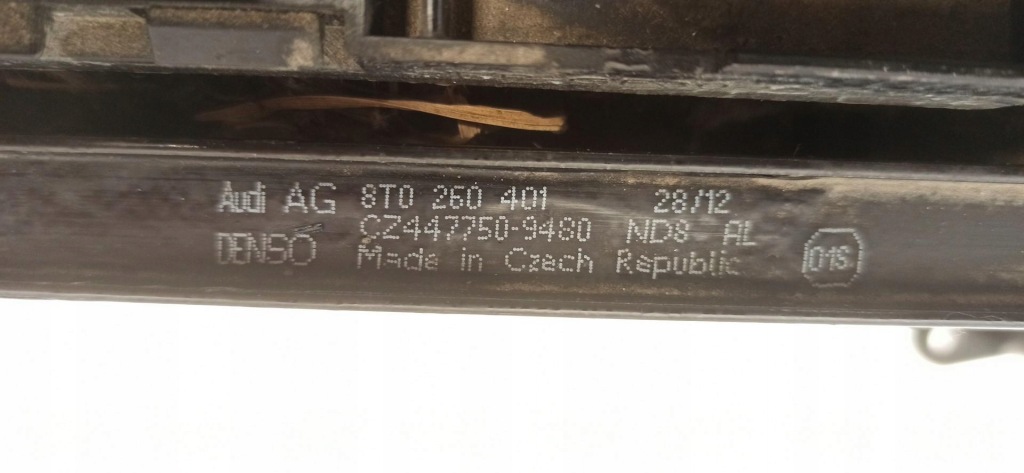 Audi AG 8T0 260 401 28/12
CZ447750-9480 ND8 AL
DENSO Made in Czech Republic